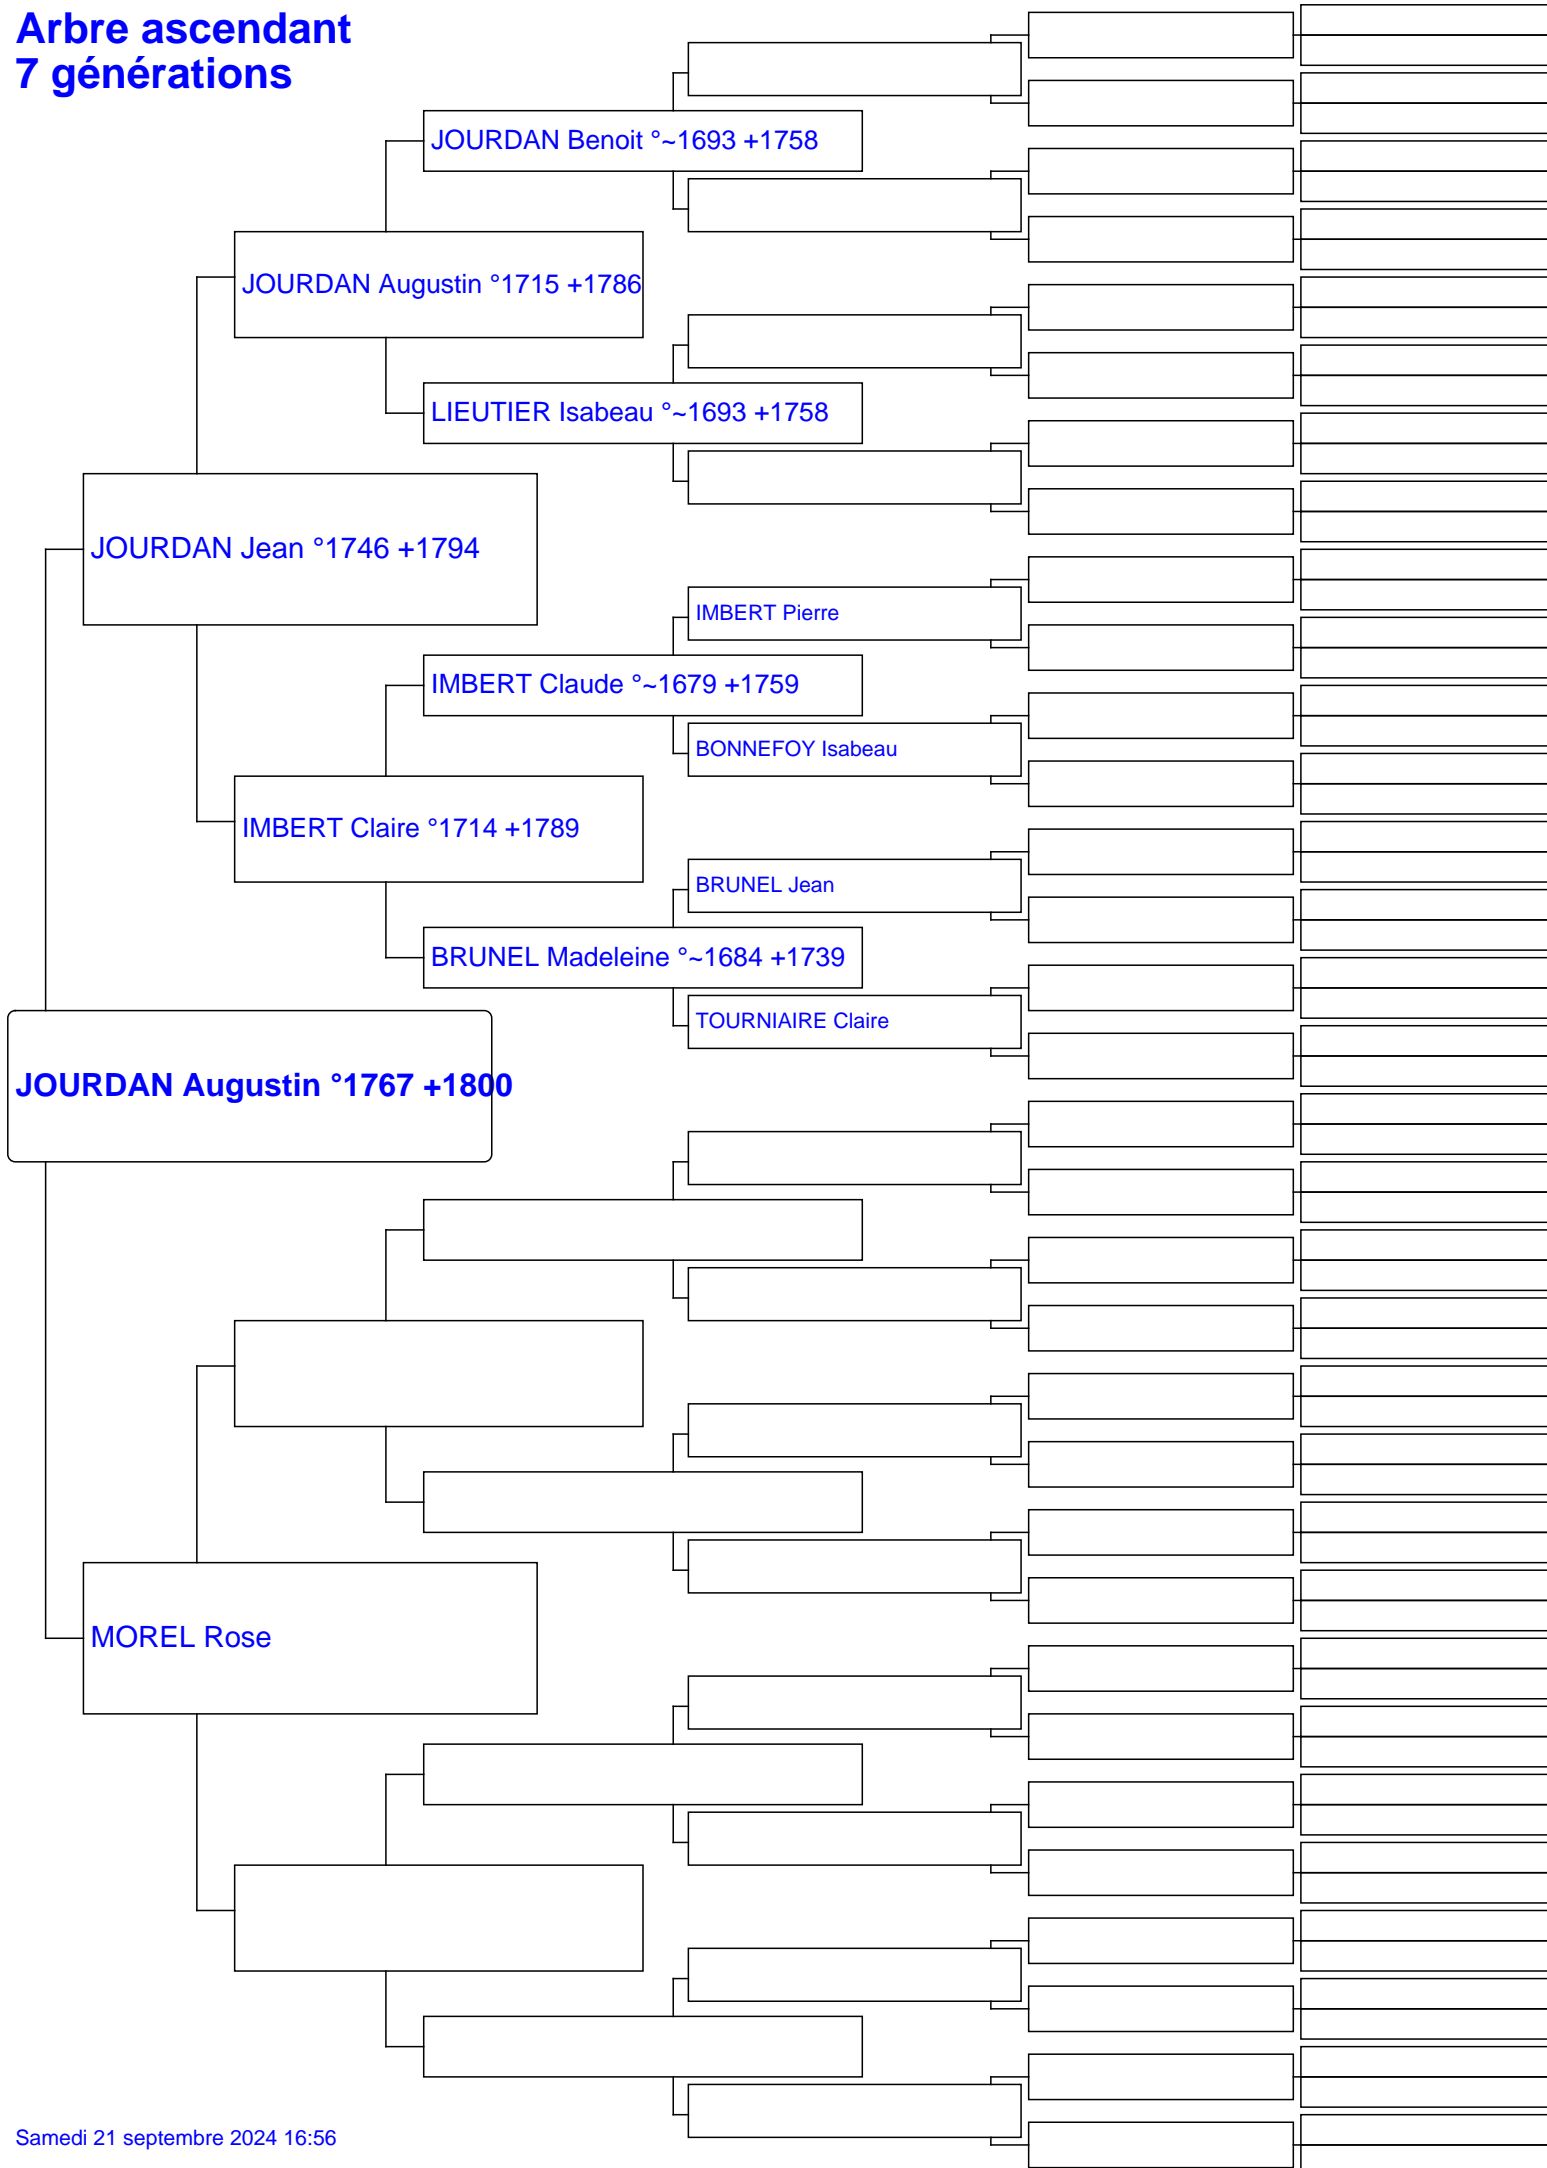 Arbre ascendant
7 générations
JOURDAN Benoit °~1693 +1758
JOURDAN Augustin °1715 +1786
LIEUTIER Isabeau °~1693 +1758
JOURDAN Jean °1746 +1794
IMBERT Pierre
IMBERT Claude °~1679 +1759
BONNEFOY Isabeau
IMBERT Claire °1714 +1789
BRUNEL Jean
BRUNEL Madeleine °~1684 +1739
TOURNIAIRE Claire
JOURDAN Augustin °1767 +1800
MOREL Rose
Samedi 21 septembre 2024 16:56